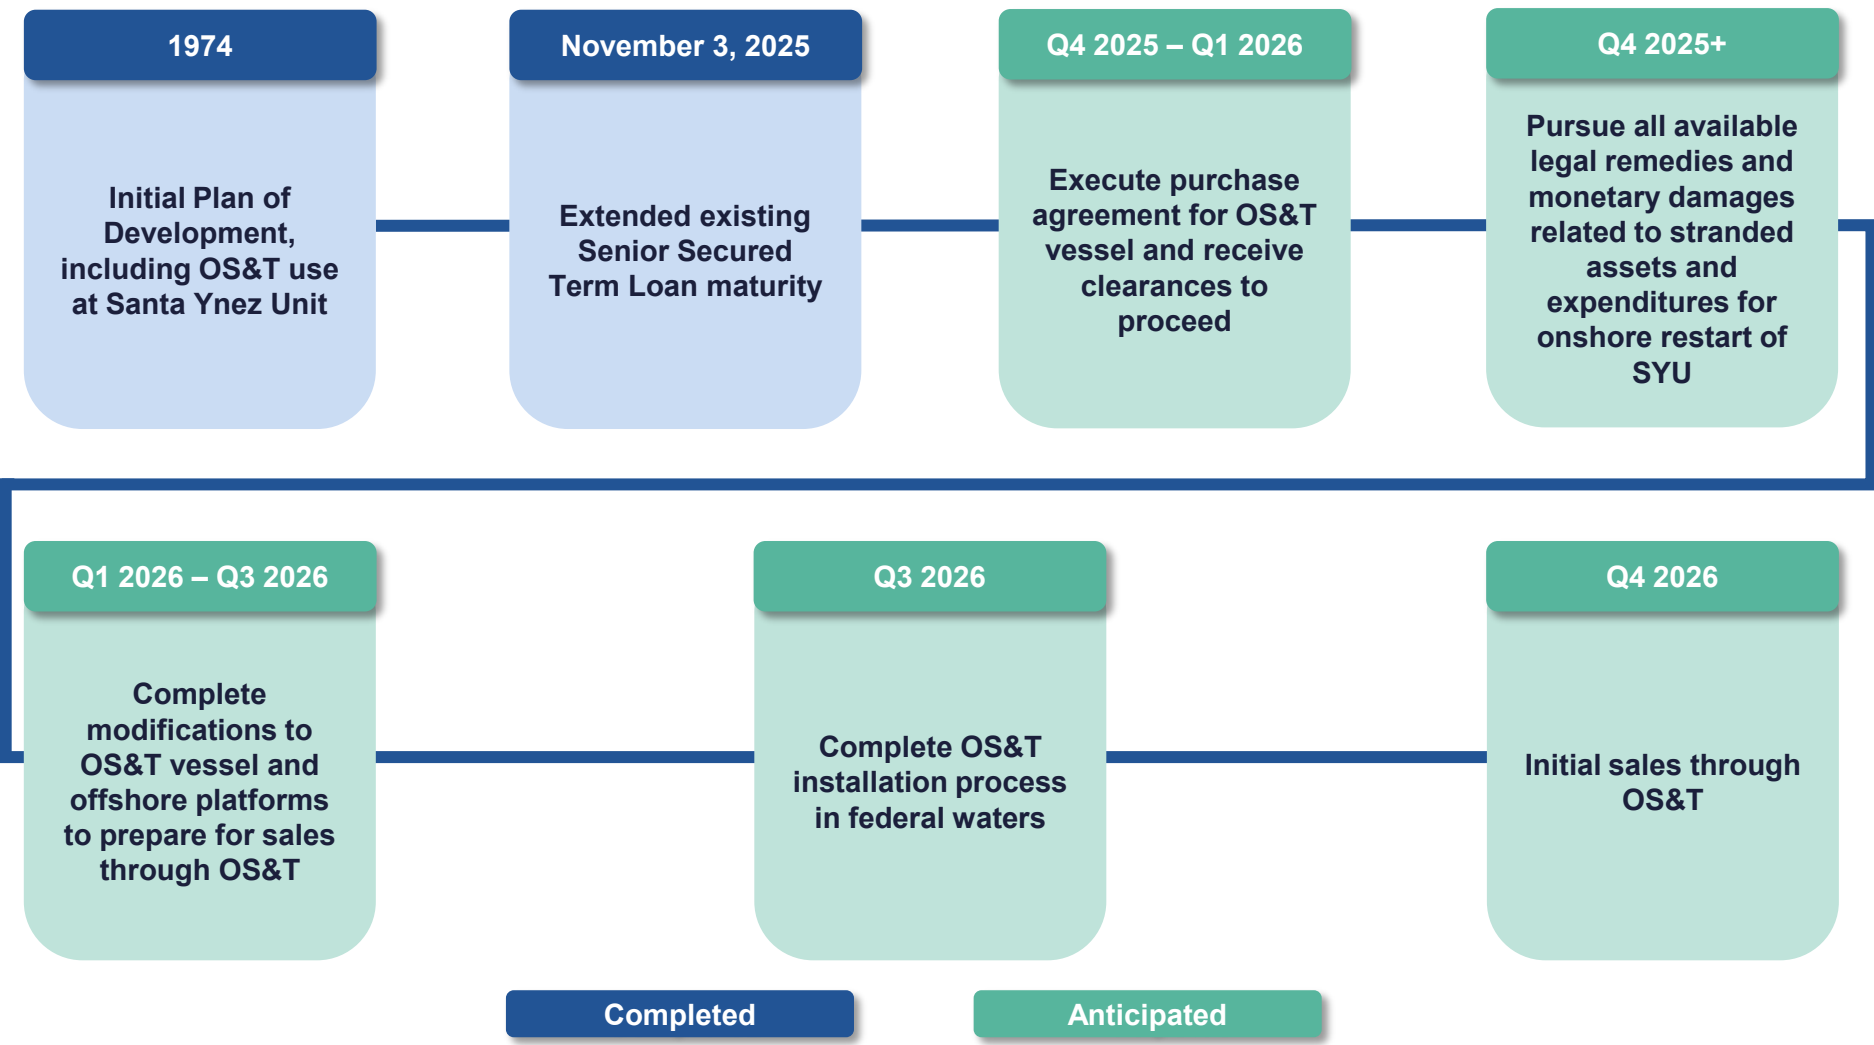 1974
Initial Plan of
Development,
including OS&T use
at Santa Ynez Unit
November 3, 2025
Extended existing
Senior Secured
Term Loan maturity
Q4 2025 – Q1 2026
Execute purchase
agreement for OS&T
vessel and receive
clearances to
proceed
Q4 2025+
Pursue all available
legal remedies and
monetary damages
related to stranded
assets and
expenditures for
onshore restart of
SYU
Q1 2026 – Q3 2026
Complete
modifications to
OS&T vessel and
offshore platforms
to prepare for sales
through OS&T
Q3 2026
Complete OS&T
installation process
in federal waters
Q4 2026
Initial sales through
OS&T
Completed
Anticipated